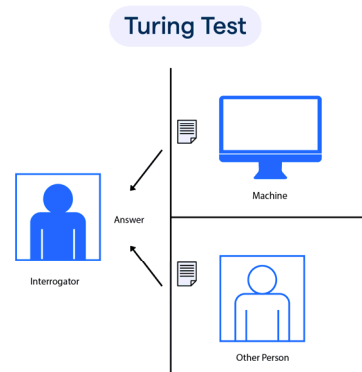 Turing Test
Machine
Answer
Interrogator
Other Person